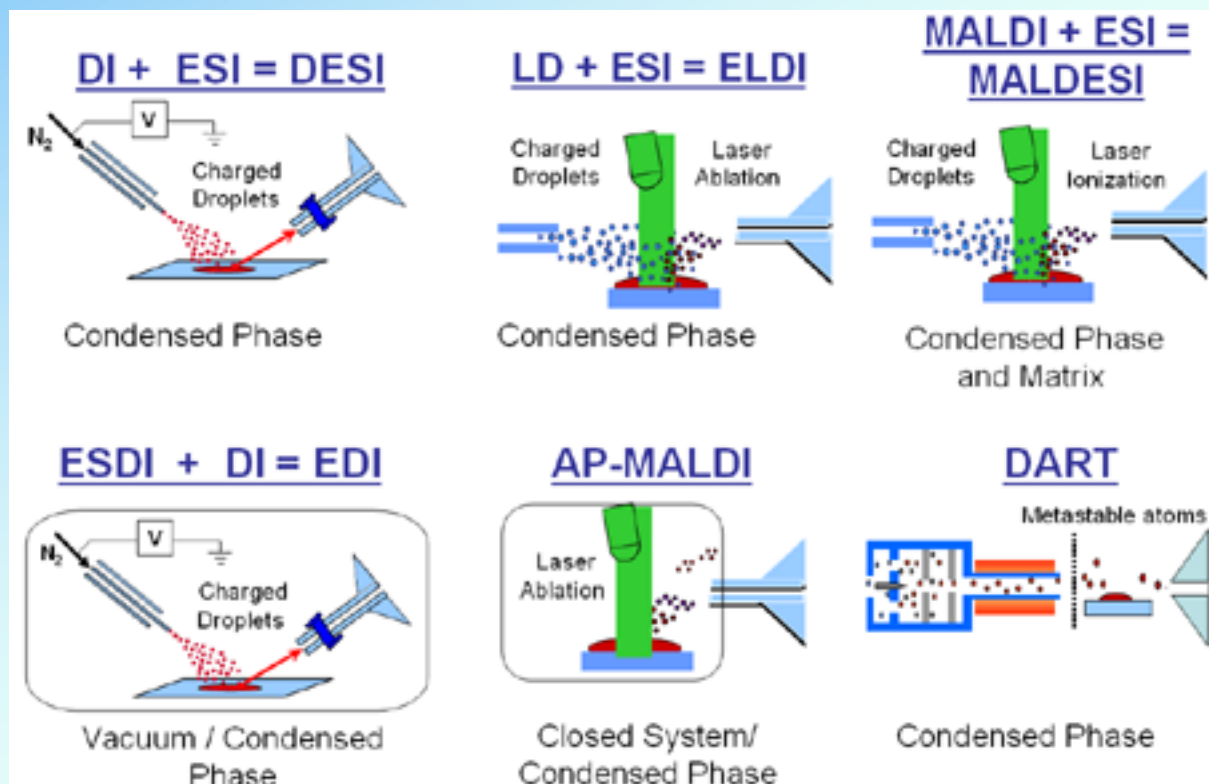 DI + ESI = DESI
N2
V
Charged
Droplets
Condensed Phase
LD + ESI = ELDI
Charged
Droplets
Laser
Ablation
Condensed Phase
MALDI + ESI =
MALDESI
Charged
Droplets
Laser
Ionization
Condensed Phase
and Matrix
ESDI + DI = EDI
N2
V
Charged
Droplets
Vacuum / Condensed
Phase
AP-MALDI
Laser
Ablation
Closed System/
Condensed Phase
DART
Metastable atoms
Condensed Phase